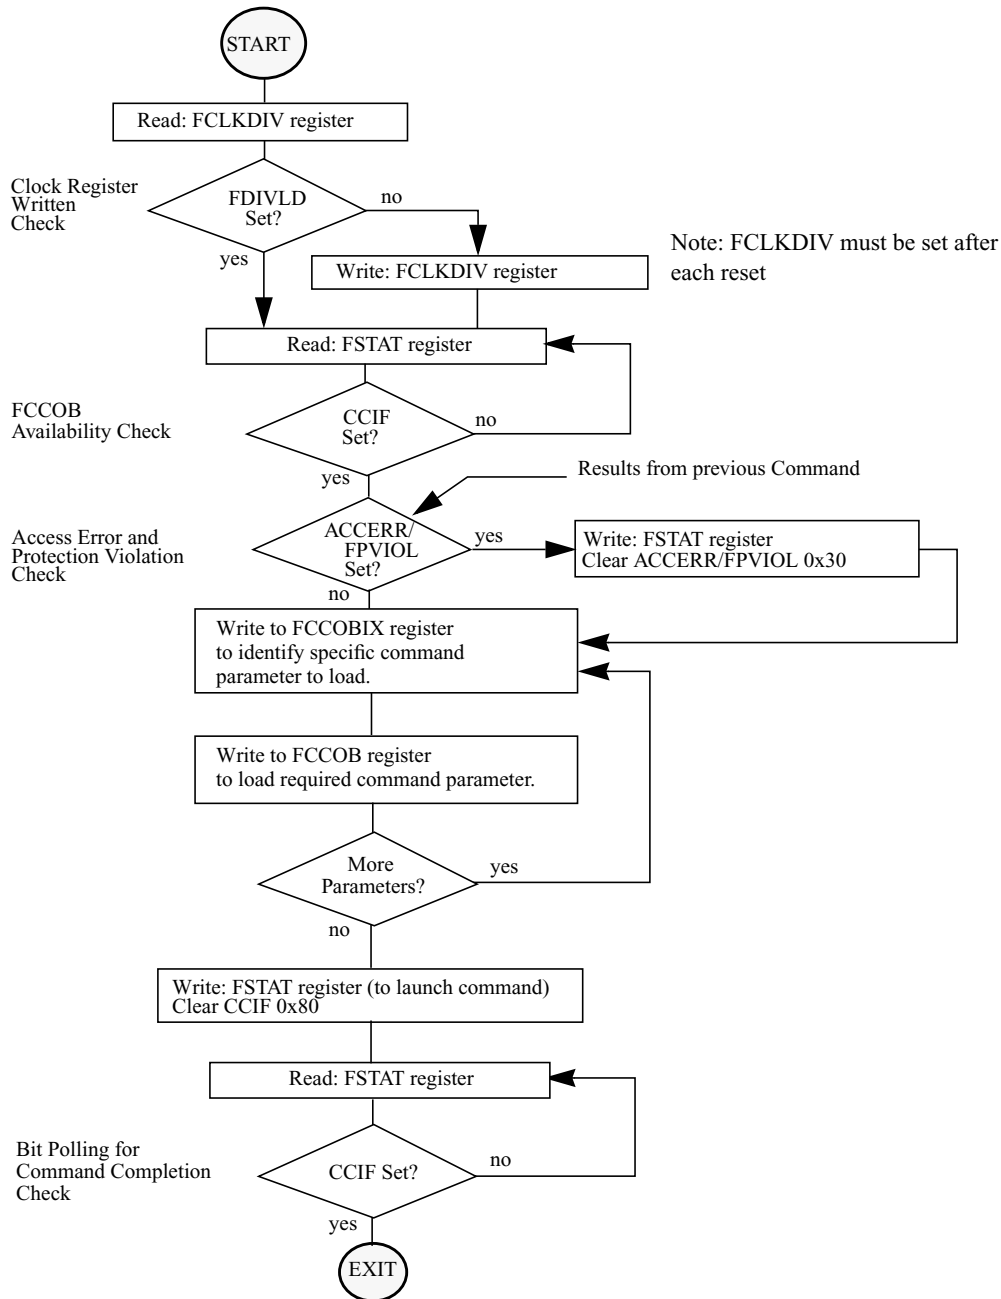 START
Read: FCLKDIV register
Clock Register
Written
Check
FDIVLD
Set?
no
yes
Note: FCLKDIV must be set after
each reset
Write: FCLKDIV register
Read: FSTAT register
FCCOB
Availability Check
CCIF
Set?
no
yes
Results from previous Command
Access Error and
Protection Violation
Check
ACCERR/
FPVIOL
Set?
yes
no
Write: FSTAT register
Clear ACCERR/FPVIOL 0x30
Write to FCCOBIX register
to identify specific command
parameter to load.
Write to FCCOB register
to load required command parameter.
More
Parameters?
yes
no
Write: FSTAT register (to launch command)
Clear CCIF 0x80
Read: FSTAT register
Bit Polling for
Command Completion
Check
CCIF Set?
no
yes
EXIT